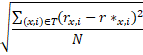 √(∑₍ₓ,ᵢ₎∈T(rₓ,ᵢ − r*ₓ,ᵢ)² / N)